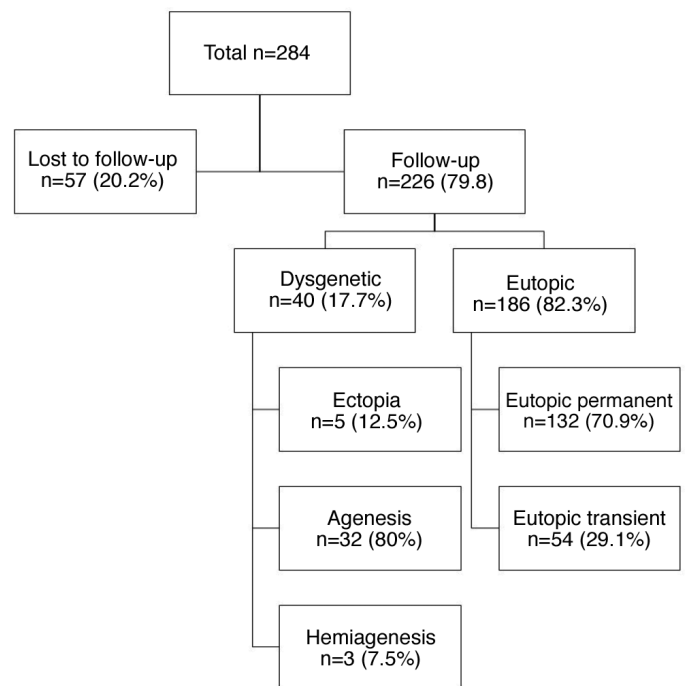 Total n=284
Lost to follow-up
n=57 (20.2%)
Follow-up
n=226 (79.8)
Dysgenetic
n=40 (17.7%)
Eutopic
n=186 (82.3%)
Ectopia
n=5 (12.5%)
Eutopic permanent
n=132 (70.9%)
Agenesis
n=32 (80%)
Eutopic transient
n=54 (29.1%)
Hemiagenesis
n=3 (7.5%)